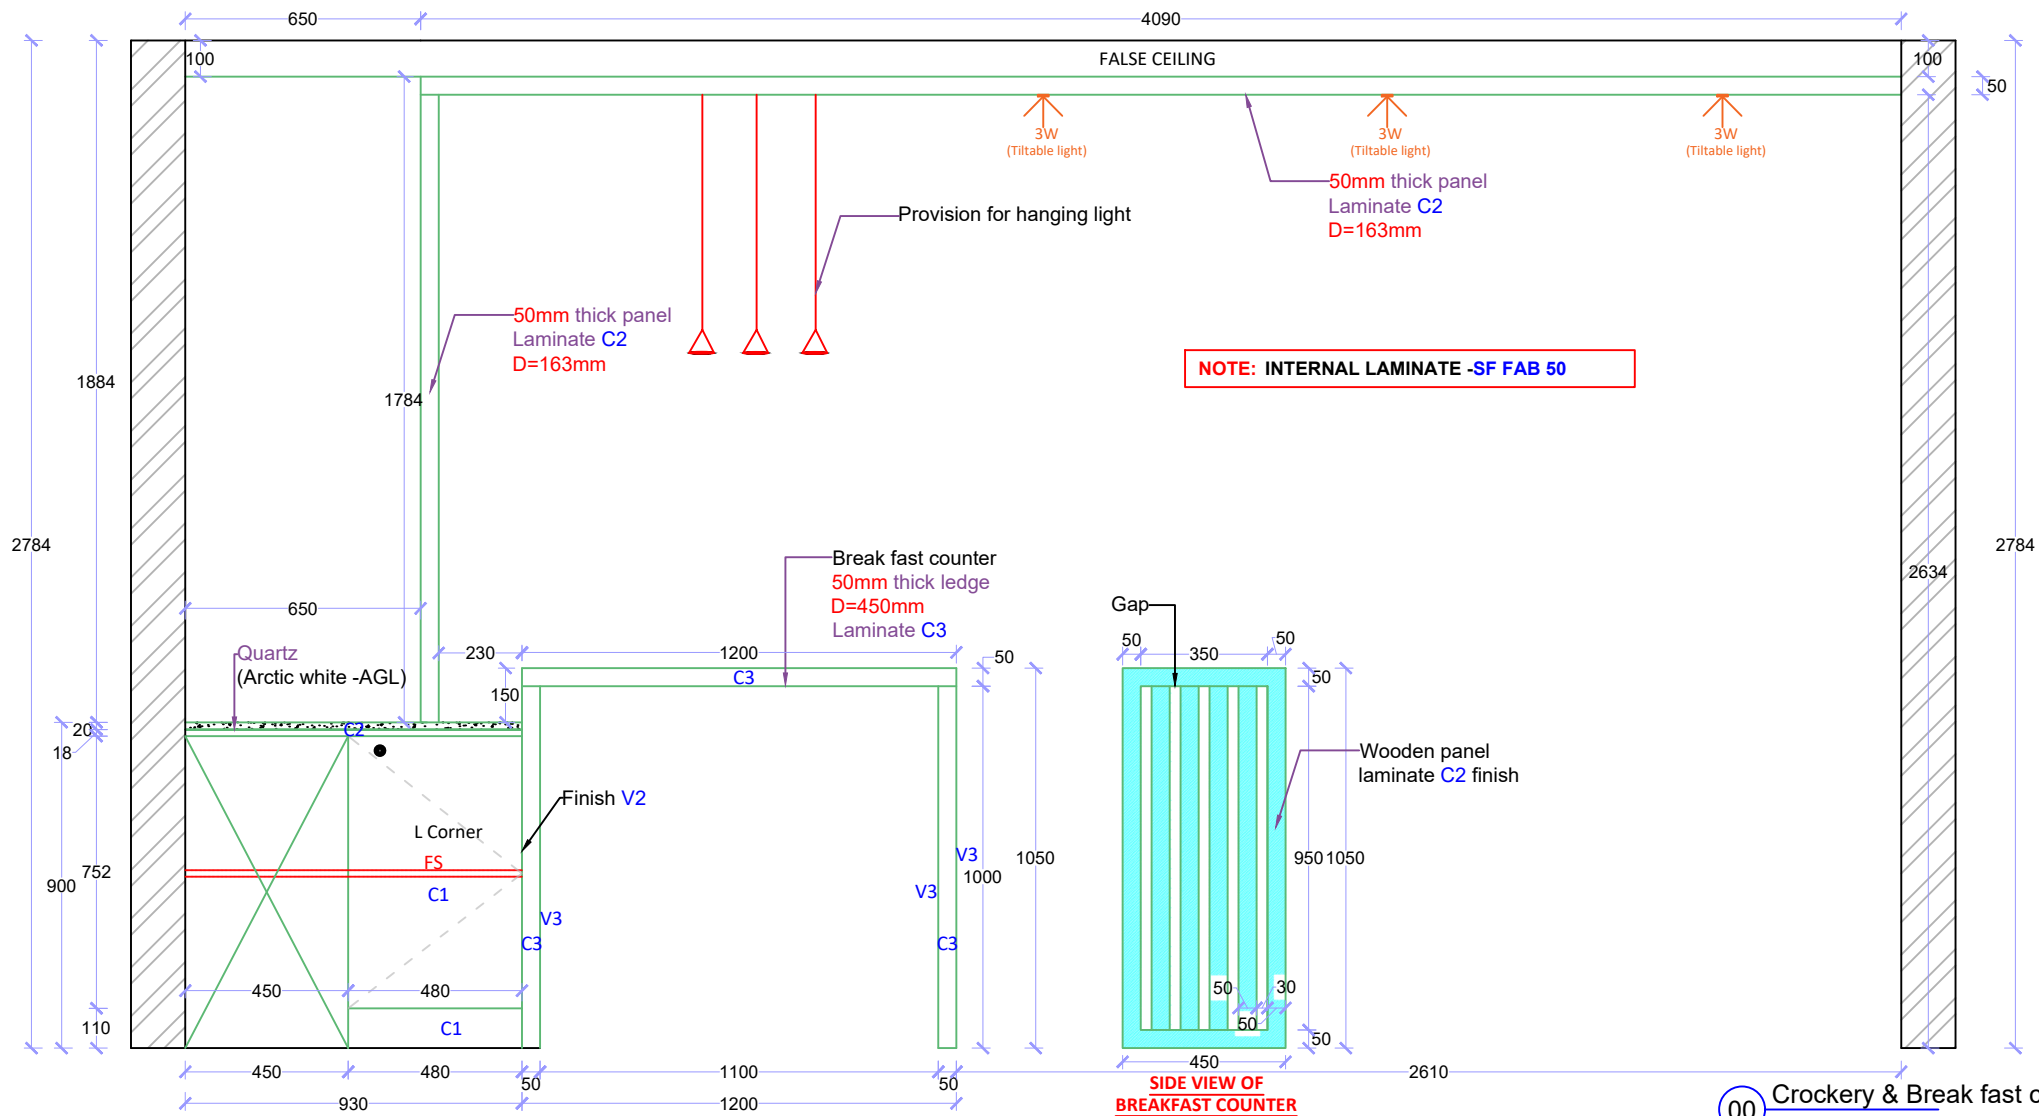 650
4090
100
FALSE CEILING
100
50
3W
(Tiltable light)
3W
(Tiltable light)
3W
(Tiltable light)
50mm thick panel
Laminate C2
D=163mm
Provision for hanging light
50mm thick panel
Laminate C2
D=163mm
NOTE: INTERNAL LAMINATE -SF FAB 50
1884
1784
2784
2784
2634
Break fast counter
50mm thick ledge
D=450mm
Laminate C3
650
Gap
Quartz
(Arctic white -AGL)
230
1200
50
50
350
50
50
C3
150
20
18
C2
Wooden panel
laminate C2 finish
Finish V2
L Corner
FS
C1
900
752
V3
V3
1000
1050
950
1050
V3
C3
C3
450
480
50
30
50
110
C1
50
450
480
50
1100
50
450
2610
930
1200
SIDE VIEW OF
BREAKFAST COUNTER
00
Crockery & Break fast